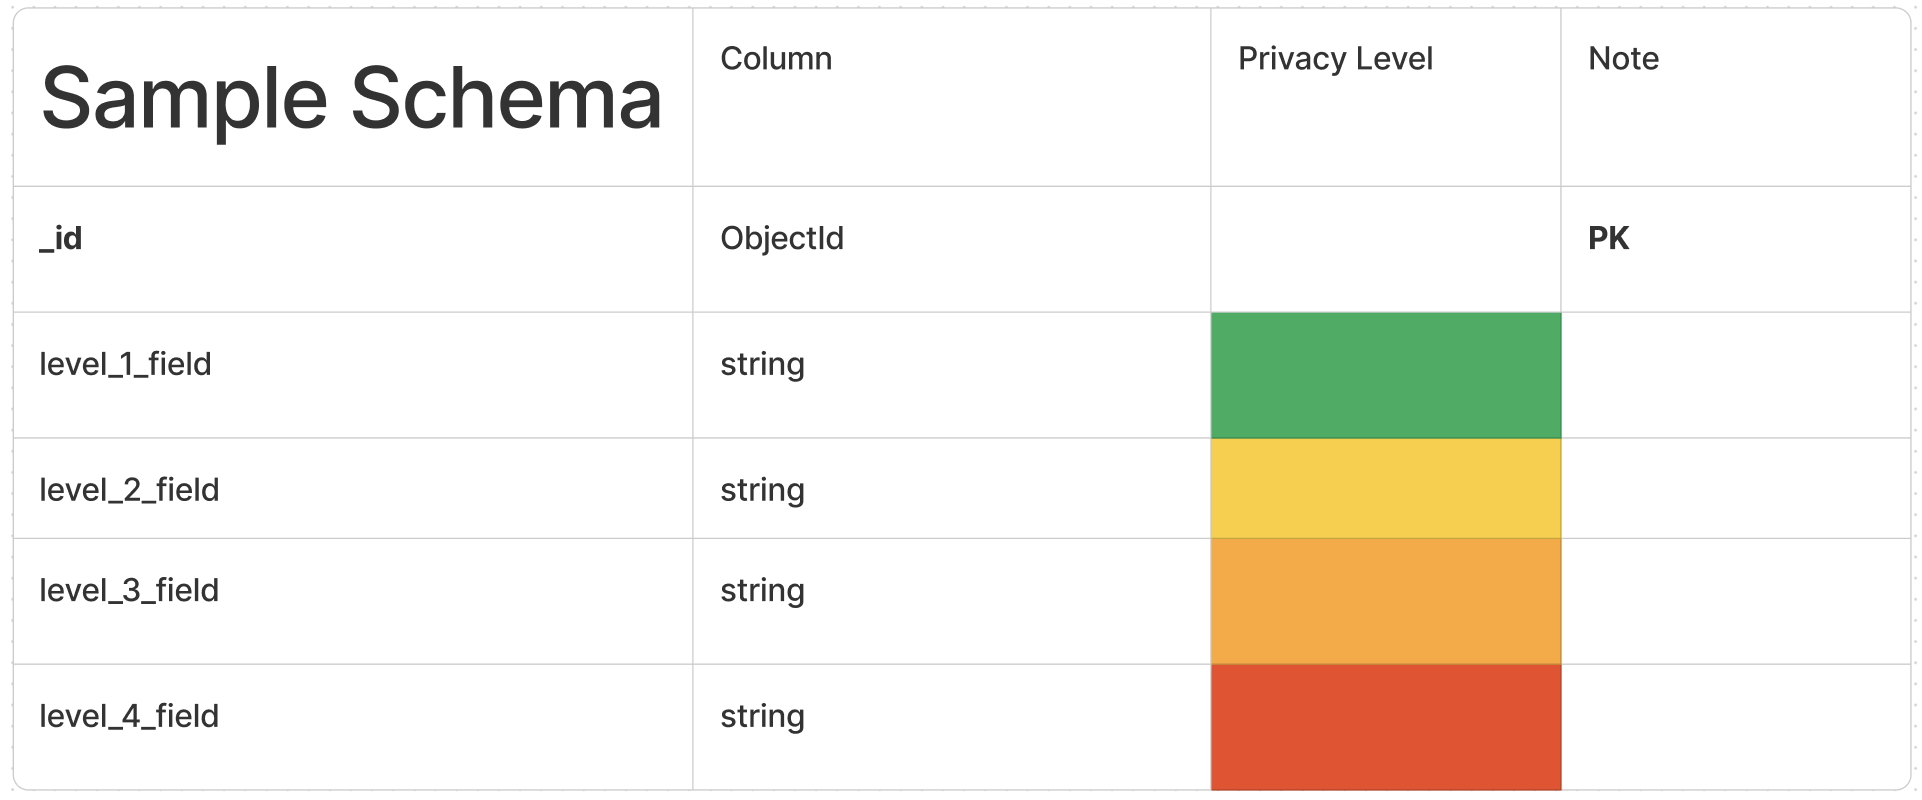 Sample Schema
Column
Privacy Level
Note
_id
ObjectId
PK
level_1_field
string
level_2_field
string
level_3_field
string
level_4_field
string